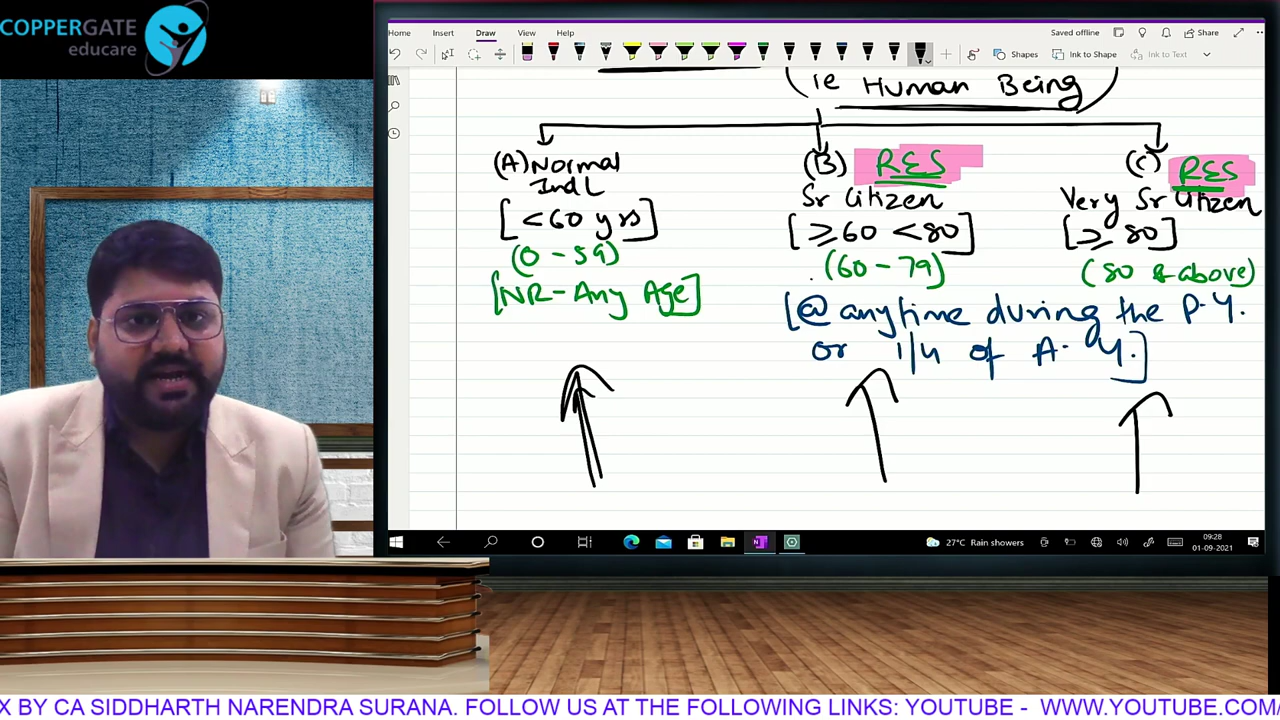 COPPERGATE
educare
Home Insert Draw View Help
Saved offline
Share
Shapes
Ink to Shape
Ink to Text
(ie Human Being)
(A) Normal
Indl
[<60 yrs]
(0 - 59)
[NR - Any Age]
(B) RES
Sr Citizen
[≥60 <80]
(60 - 79)
(C) RES
Very Sr Citizen
[≥ 80]
(80 & above)
[@ anytime during the P.Y.
or 1/4 of A.Y.]
27°C Rain showers
09:28
01-09-2021
X BY CA SIDDHARTH NARENDRA SURANA. FOLLOW US AT THE FOLLOWING LINKS: YOUTUBE - WWW.YOUTUBE.COM/